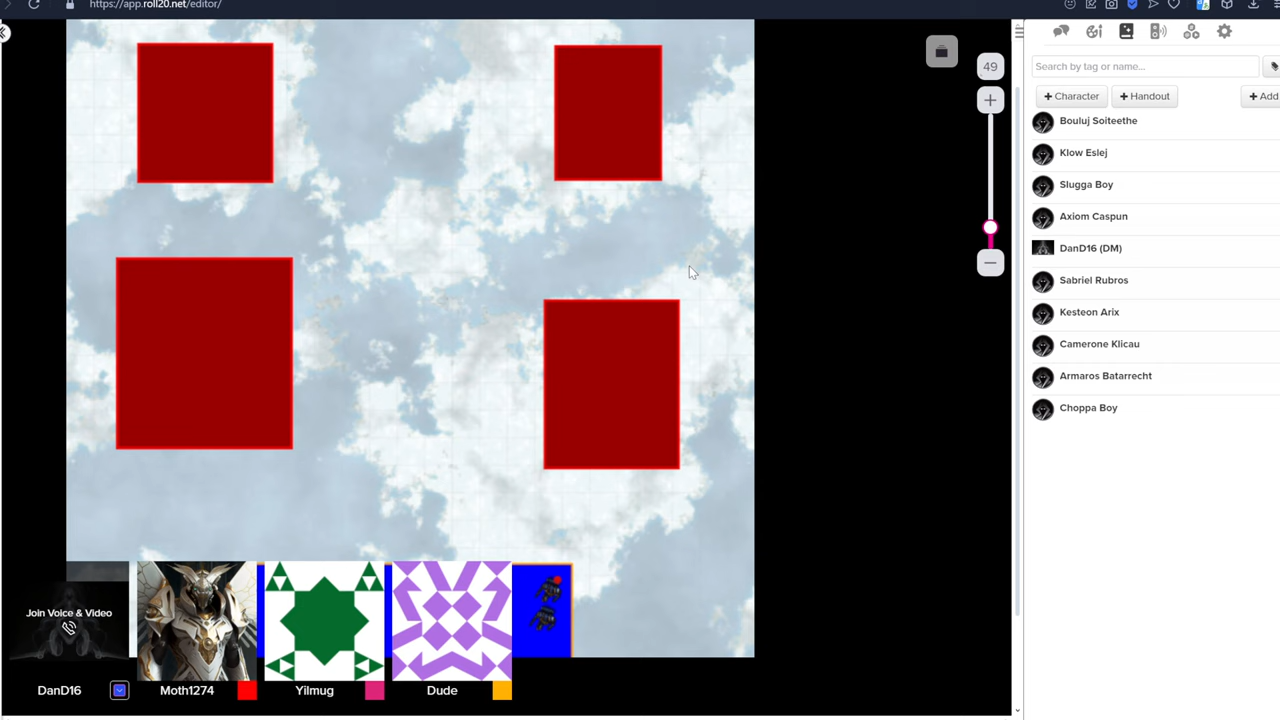 https://app.roll20.net/editor/
49
Search by tag or name...
+ Character
+ Handout
+ Add
Bouluj Soiteethe
Klow Eslej
Slugga Boy
Axiom Caspun
DanD16 (DM)
Sabriel Rubros
Kesteon Arix
Camerone Klicau
Armaros Batarrecht
Choppa Boy
Join Voice & Video
DanD16
Moth1274
Yilmug
Dude